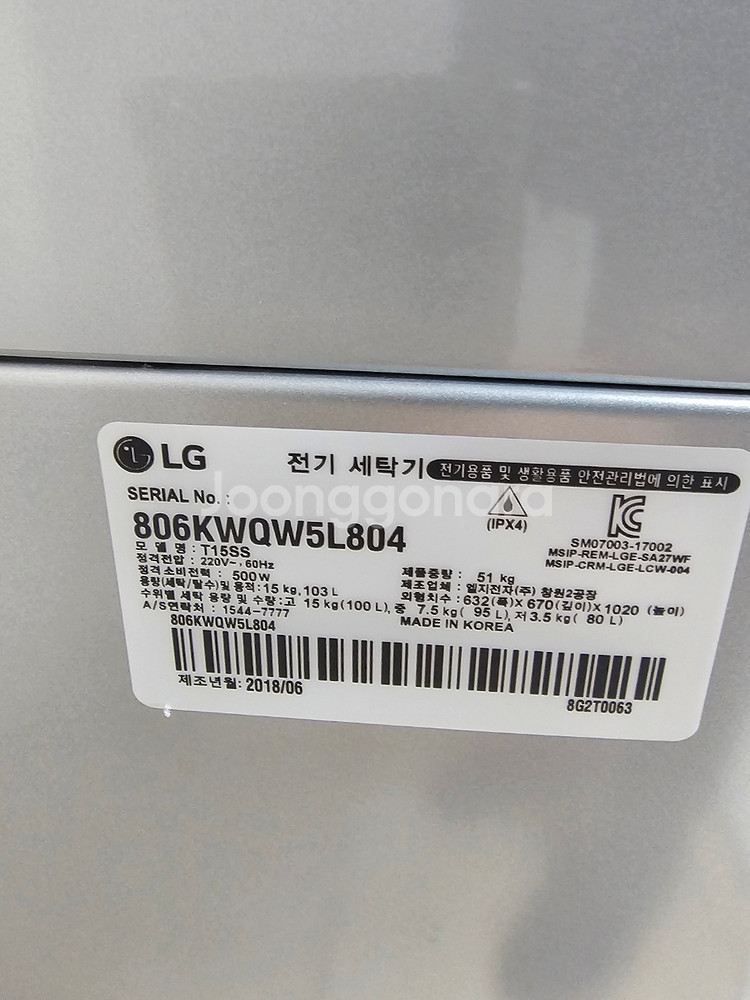 LG 전기 세탁기 전기용품 및 생활용품 안전관리법에 의한 표시
SERIAL No. :
806KWQW5L804
(IPX4)
SM07003-17002
MSIP-REM-LGE-SA27WF
MSIP-CRM-LGE-LCW-004
모 델 명 : T15SS
정격전압 : 220V~, 60Hz
정격 소비전력 : 500W
용량(세탁/탈수)및 용적:15 kg, 103 L
제품중량 : 51 kg
제조업체 : 엘지전자(주) 창원2공장
외형치수 : 632(폭)X 670(깊이)X 1020 (높이)
수위별 세탁 용량 및 수량:고 15 kg(100 L), 중 7.5 kg( 95 L), 저 3.5 kg( 80 L)
A/S연락처 : 1544-7777
MADE IN KOREA
806KWQW5L804
제조년월: 2018/06
8G2T0063
Joonggonara